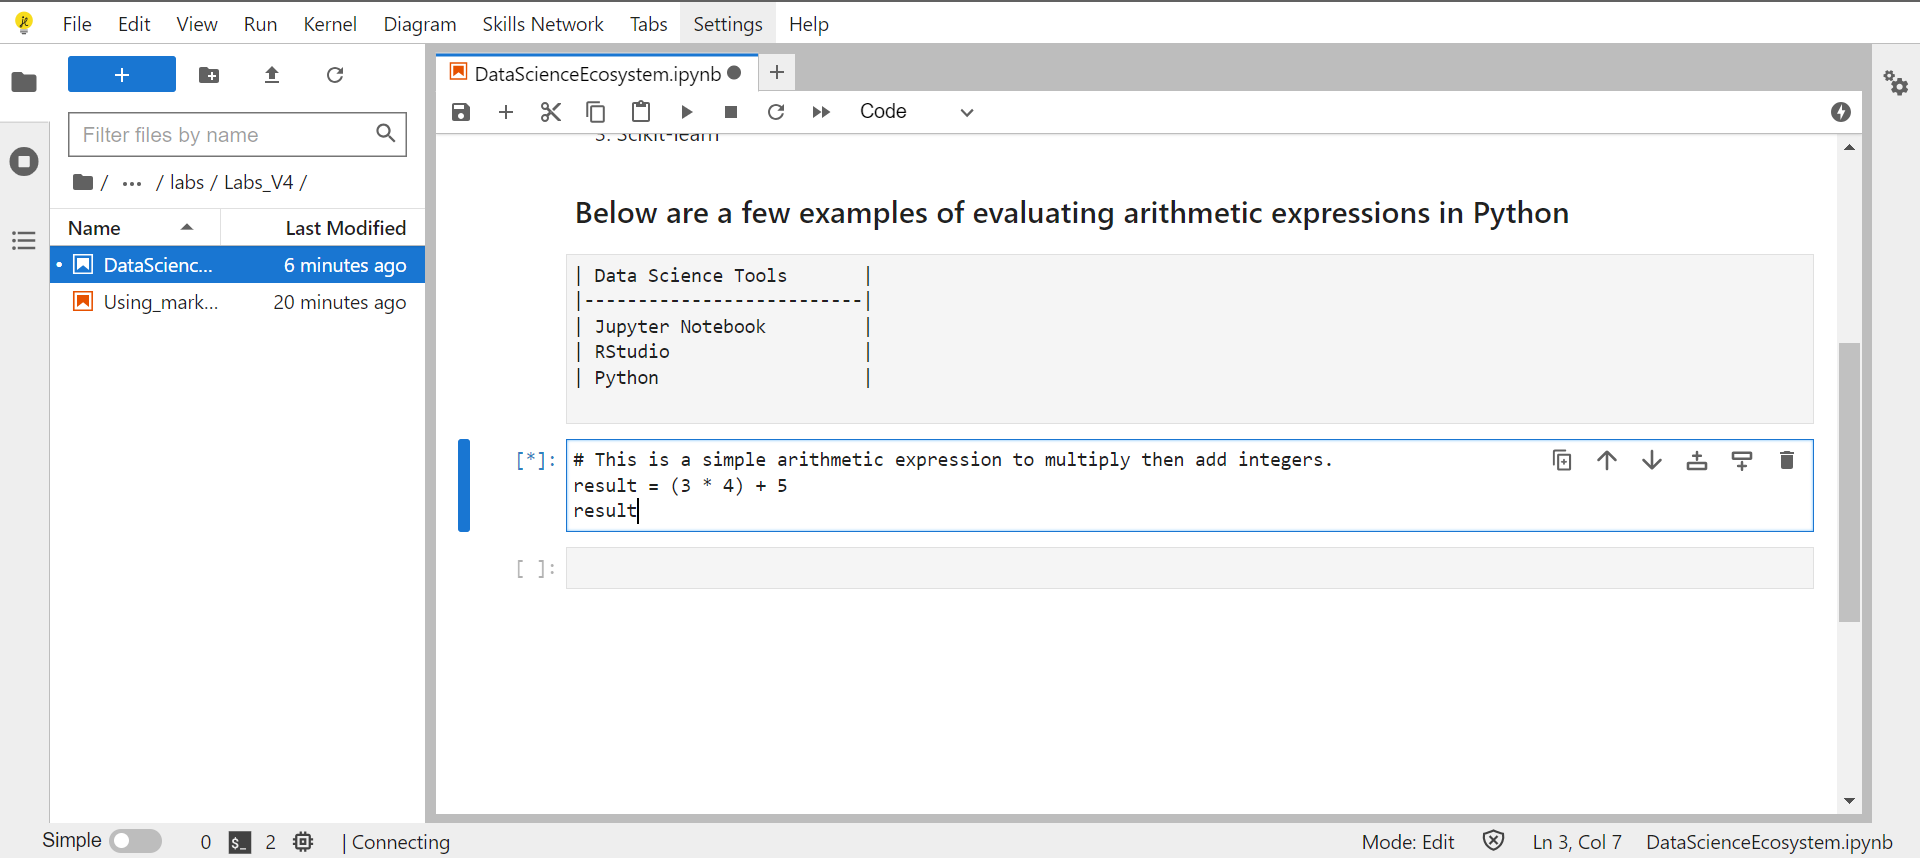 File Edit View Run Kernel Diagram Skills Network Tabs Settings Help
DataScienceEcosystem.ipynb
Code
Filter files by name
/ ... / labs / Labs_V4 /
Name Last Modified
DataScienc... 6 minutes ago
Using_mark... 20 minutes ago
3. Scikit-learn
Below are a few examples of evaluating arithmetic expressions in Python
| Data Science Tools |
|--------------------------|
| Jupyter Notebook |
| RStudio |
| Python |
[*]: # This is a simple arithmetic expression to multiply then add integers.
result = (3 * 4) + 5
result
[ ]:
Simple 0 $_ 2 | Connecting Mode: Edit Ln 3, Col 7 DataScienceEcosystem.ipynb